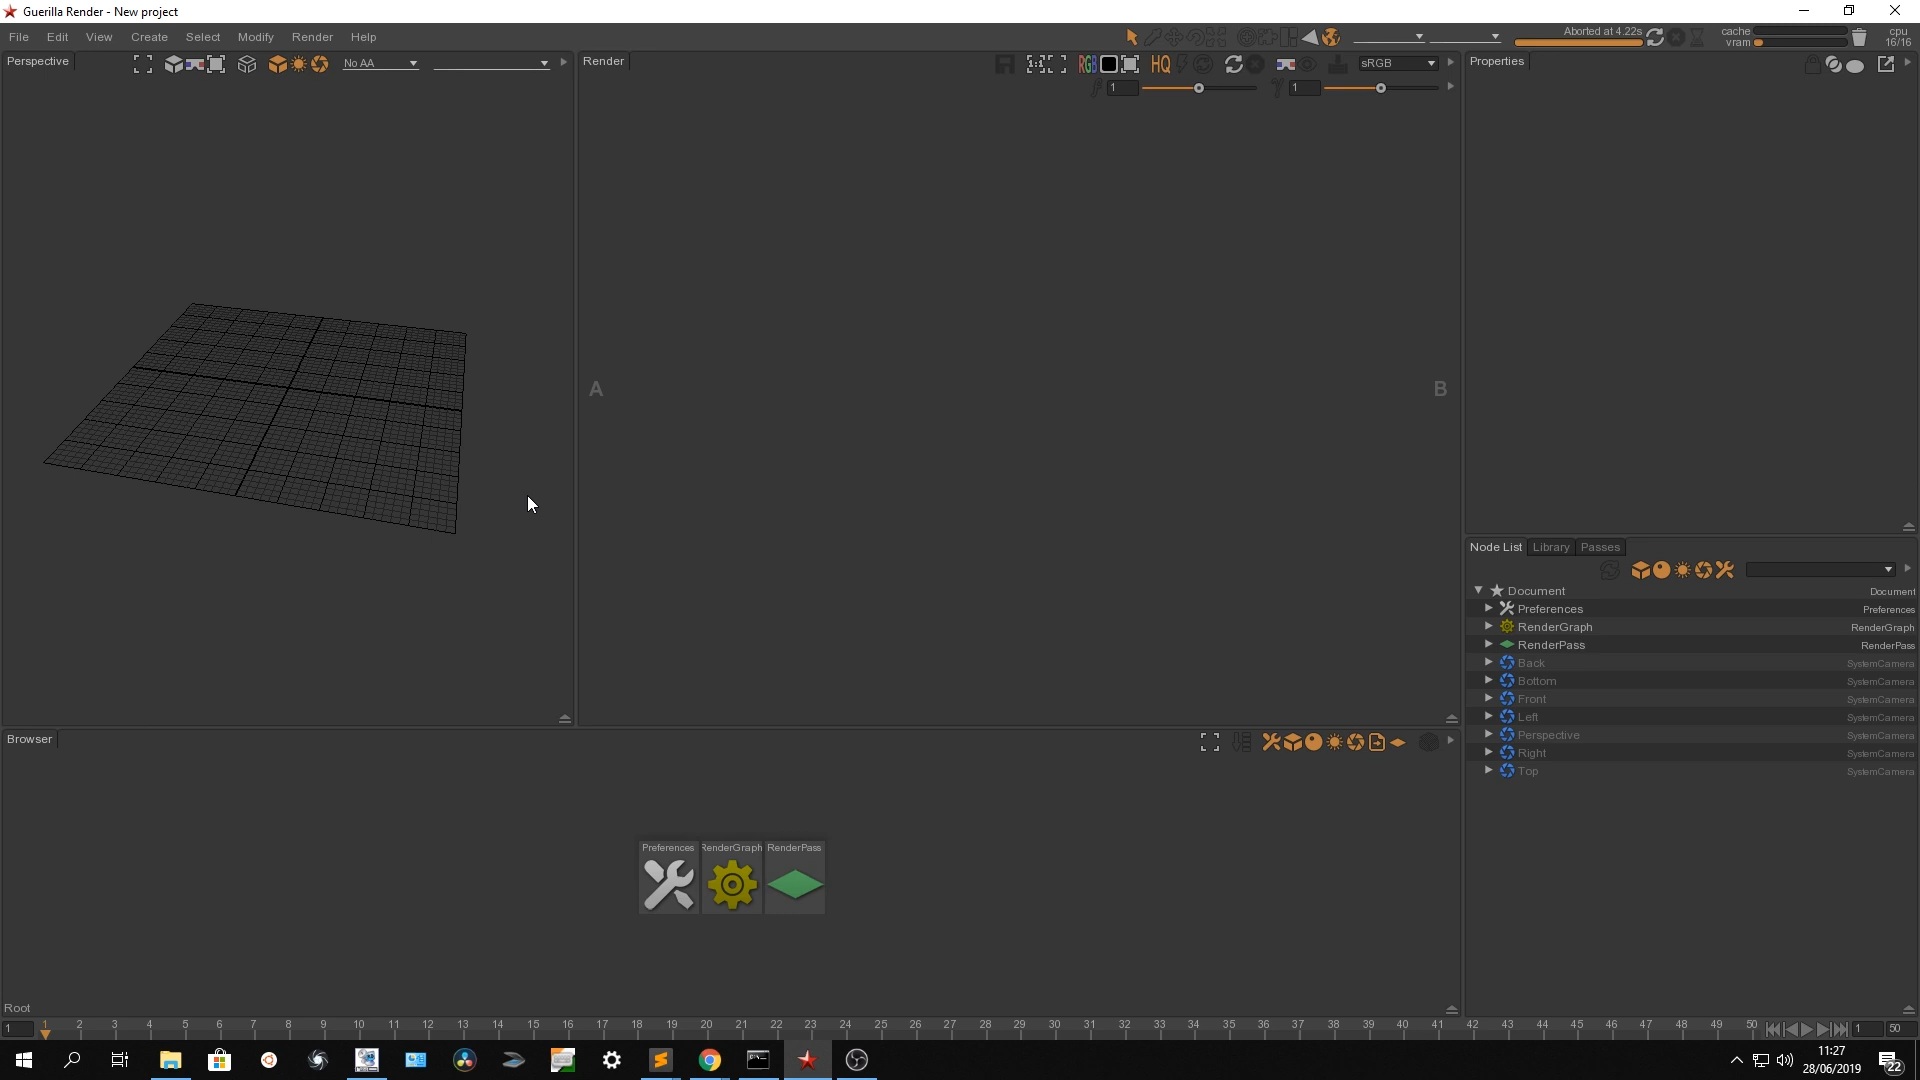 Guerilla Render - New project
File Edit View Create Select Modify Render Help
Aborted at 4.22s
cache
vram
cpu
16/16
Perspective
No AA
Render
1:1
RGB
HQ
sRGB
1
1
Properties
A
B
Node List Library Passes
Document Document
Preferences Preferences
RenderGraph RenderGraph
RenderPass RenderPass
Back SystemCamera
Bottom SystemCamera
Front SystemCamera
Left SystemCamera
Perspective SystemCamera
Right SystemCamera
Top SystemCamera
Browser
Preferences RenderGraph RenderPass
Root
1 1 2 3 4 5 6 7 8 9 10 11 12 13 14 15 16 17 18 19 20 21 22 23 24 25 26 27 28 29 30 31 32 33 34 35 36 37 38 39 40 41 42 43 44 45 46 47 48 49 50 1 50
11:27
28/06/2019
22